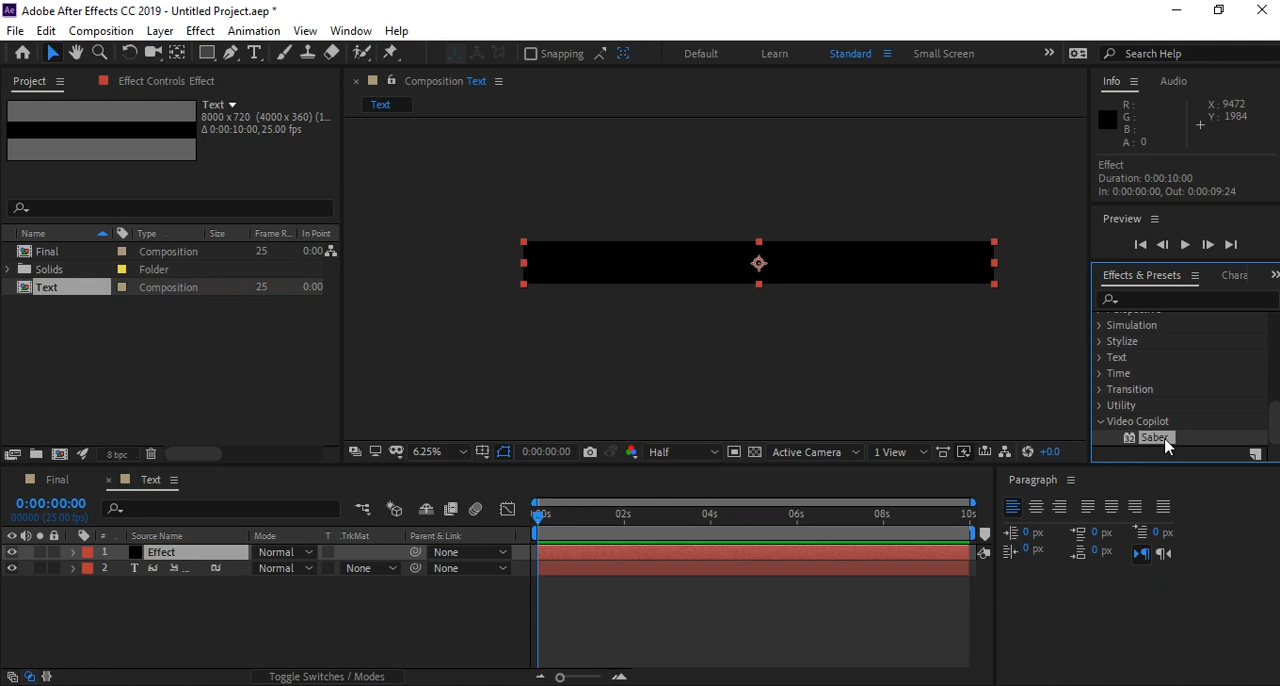 Adobe After Effects CC 2019 - Untitled Project.aep *
File Edit Composition Layer Effect Animation View Window Help
Snapping Default Learn Standard Small Screen Search Help
Project Effect Controls Effect Composition Text Info Audio
Text
Text
8000 x 720 (4000 x 360) (1...
Δ 0:00:10:00, 25.00 fps
R:
G:
B:
A: 0
X: 9472
Y: 1984
Effect
Duration: 0:00:10:00
In: 0:00:00:00, Out: 0:00:09:24
Preview
Name Type Size Frame R... In Point
Final Composition 25 0:00
Solids Folder
Text Composition 25 0:00
Effects & Presets Chara
Simulation
Stylize
Text
Time
Transition
Utility
Video Copilot
32 Saber
8 bpc 6.25% 0:00:00:00 Half Active Camera 1 View +0.0
Final Text Paragraph
0:00:00:00
00000 (25.00 fps)
02s 04s 06s 08s 10s
# Source Name Mode T .TrkMat Parent & Link
1 Effect Normal None
2 T Normal None None
0 px 0 px 0 px
0 px 0 px
Toggle Switches / Modes